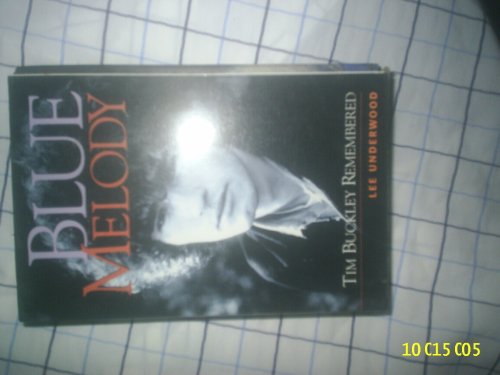 BLUE
MELODY
TIM BUCKLEY REMEMBERED
LEE UNDERWOOD
10 C15 C05